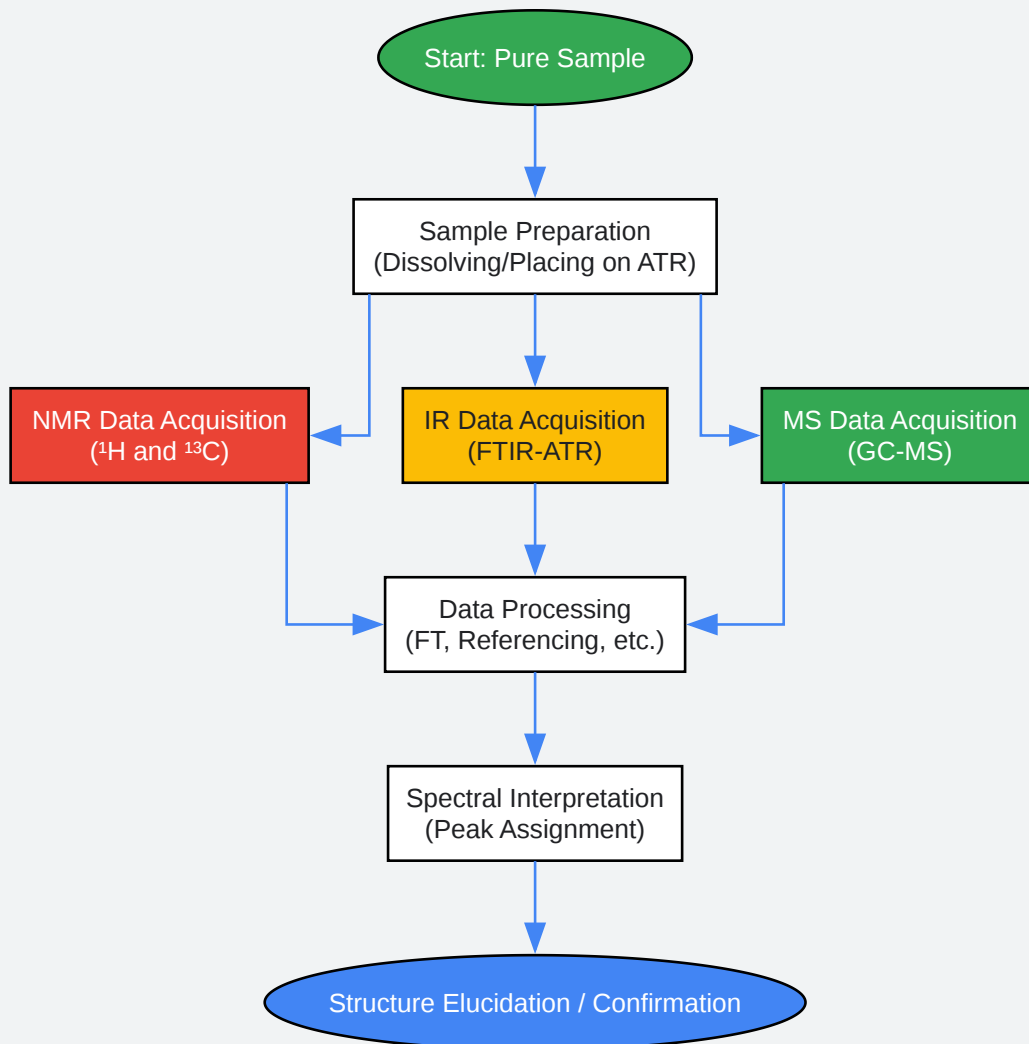 Start: Pure Sample
Sample Preparation
(Dissolving/Placing on ATR)
NMR Data Acquisition
(¹H and ¹³C)
IR Data Acquisition
(FTIR-ATR)
MS Data Acquisition
(GC-MS)
Data Processing
(FT, Referencing, etc.)
Spectral Interpretation
(Peak Assignment)
Structure Elucidation / Confirmation